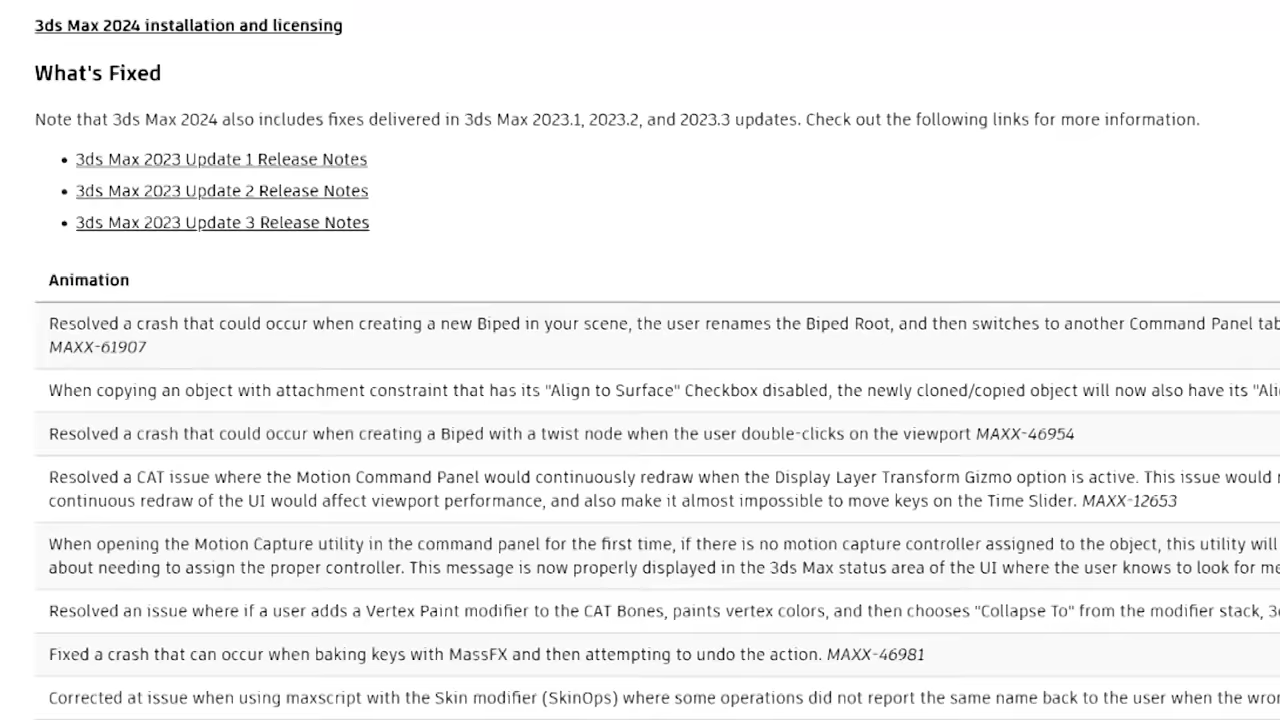 3ds Max 2024 installation and licensing
What's Fixed
Note that 3ds Max 2024 also includes fixes delivered in 3ds Max 2023.1, 2023.2, and 2023.3 updates. Check out the following links for more information.
• 3ds Max 2023 Update 1 Release Notes
• 3ds Max 2023 Update 2 Release Notes
• 3ds Max 2023 Update 3 Release Notes
Animation
Resolved a crash that could occur when creating a new Biped in your scene, the user renames the Biped Root, and then switches to another Command Panel tab
MAXX-61907
When copying an object with attachment constraint that has its "Align to Surface" Checkbox disabled, the newly cloned/copied object will now also have its "Ali
Resolved a crash that could occur when creating a Biped with a twist node when the user double-clicks on the viewport MAXX-46954
Resolved a CAT issue where the Motion Command Panel would continuously redraw when the Display Layer Transform Gizmo option is active. This issue would
continuous redraw of the UI would affect viewport performance, and also make it almost impossible to move keys on the Time Slider. MAXX-12653
When opening the Motion Capture utility in the command panel for the first time, if there is no motion capture controller assigned to the object, this utility will
about needing to assign the proper controller. This message is now properly displayed in the 3ds Max status area of the UI where the user knows to look for me
Resolved an issue where if a user adds a Vertex Paint modifier to the CAT Bones, paints vertex colors, and then chooses "Collapse To" from the modifier stack, 3
Fixed a crash that can occur when baking keys with MassFX and then attempting to undo the action. MAXX-46981
Corrected at issue when using maxscript with the Skin modifier (SkinOps) where some operations did not report the same name back to the user when the wro